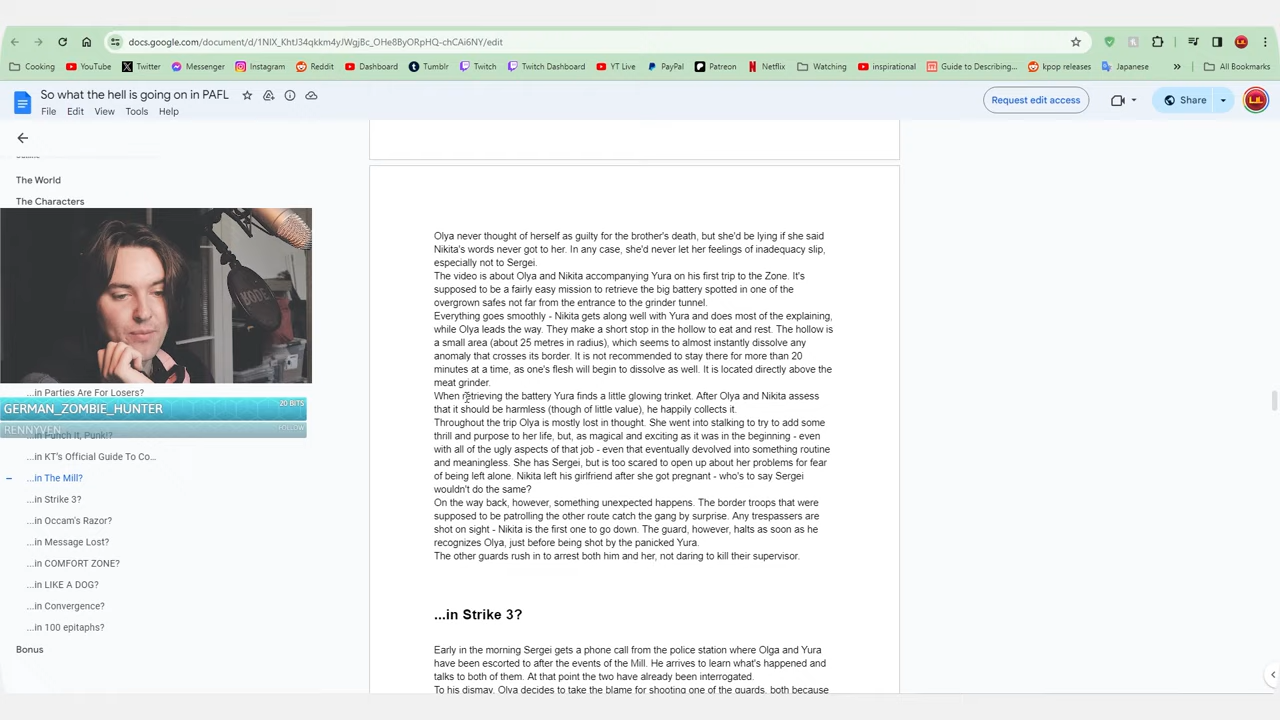 docs.google.com/document/d/1NIX_KhtJ34qkkm4yJWgjBc_OHe8ByORpHQ-chCAi6NY/edit
Cooking YouTube Twitter Messenger Instagram Reddit Dashboard Tumblr Twitch Twitch Dashboard YT Live PayPal Patreon Netflix Watching inspirational Guide to Describing... kpop releases Japanese » All Bookmarks
So what the hell is going on in PAFL
File Edit View Tools Help
Request edit access
Share
The World
The Characters
RODE
...in Parties Are For Losers?
GERMAN_ZOMBIE_HUNTER 20 BITS
RENNYVEN FOLLOW
...in Punch It, Punk!?
...in KT's Official Guide To Co...
...in The Mill?
...in Strike 3?
...in Occam's Razor?
...in Message Lost?
...in COMFORT ZONE?
...in LIKE A DOG?
...in Convergence?
...in 100 epitaphs?
Bonus
Olya never thought of herself as guilty for the brother's death, but she'd be lying if she said
Nikita's words never got to her. In any case, she'd never let her feelings of inadequacy slip,
especially not to Sergei.
The video is about Olya and Nikita accompanying Yura on his first trip to the Zone. It's
supposed to be a fairly easy mission to retrieve the big battery spotted in one of the
overgrown safes not far from the entrance to the grinder tunnel.
Everything goes smoothly - Nikita gets along well with Yura and does most of the explaining,
while Olya leads the way. They make a short stop in the hollow to eat and rest. The hollow is
a small area (about 25 metres in radius), which seems to almost instantly dissolve any
anomaly that crosses its border. It is not recommended to stay there for more than 20
minutes at a time, as one's flesh will begin to dissolve as well. It is located directly above the
meat grinder.
When retrieving the battery Yura finds a little glowing trinket. After Olya and Nikita assess
that it should be harmless (though of little value), he happily collects it.
Throughout the trip Olya is mostly lost in thought. She went into stalking to try to add some
thrill and purpose to her life, but, as magical and exciting as it was in the beginning - even
with all of the ugly aspects of that job - even that eventually devolved into something routine
and meaningless. She has Sergei, but is too scared to open up about her problems for fear
of being left alone. Nikita left his girlfriend after she got pregnant - who's to say Sergei
wouldn't do the same?
On the way back, however, something unexpected happens. The border troops that were
supposed to be patrolling the other route catch the gang by surprise. Any trespassers are
shot on sight - Nikita is the first one to go down. The guard, however, halts as soon as he
recognizes Olya, just before being shot by the panicked Yura.
The other guards rush in to arrest both him and her, not daring to kill their supervisor.
...in Strike 3?
Early in the morning Sergei gets a phone call from the police station where Olga and Yura
have been escorted to after the events of the Mill. He arrives to learn what's happened and
talks to both of them. At that point the two have already been interrogated.
To his dismay, Olya decides to take the blame for shooting one of the guards, both because